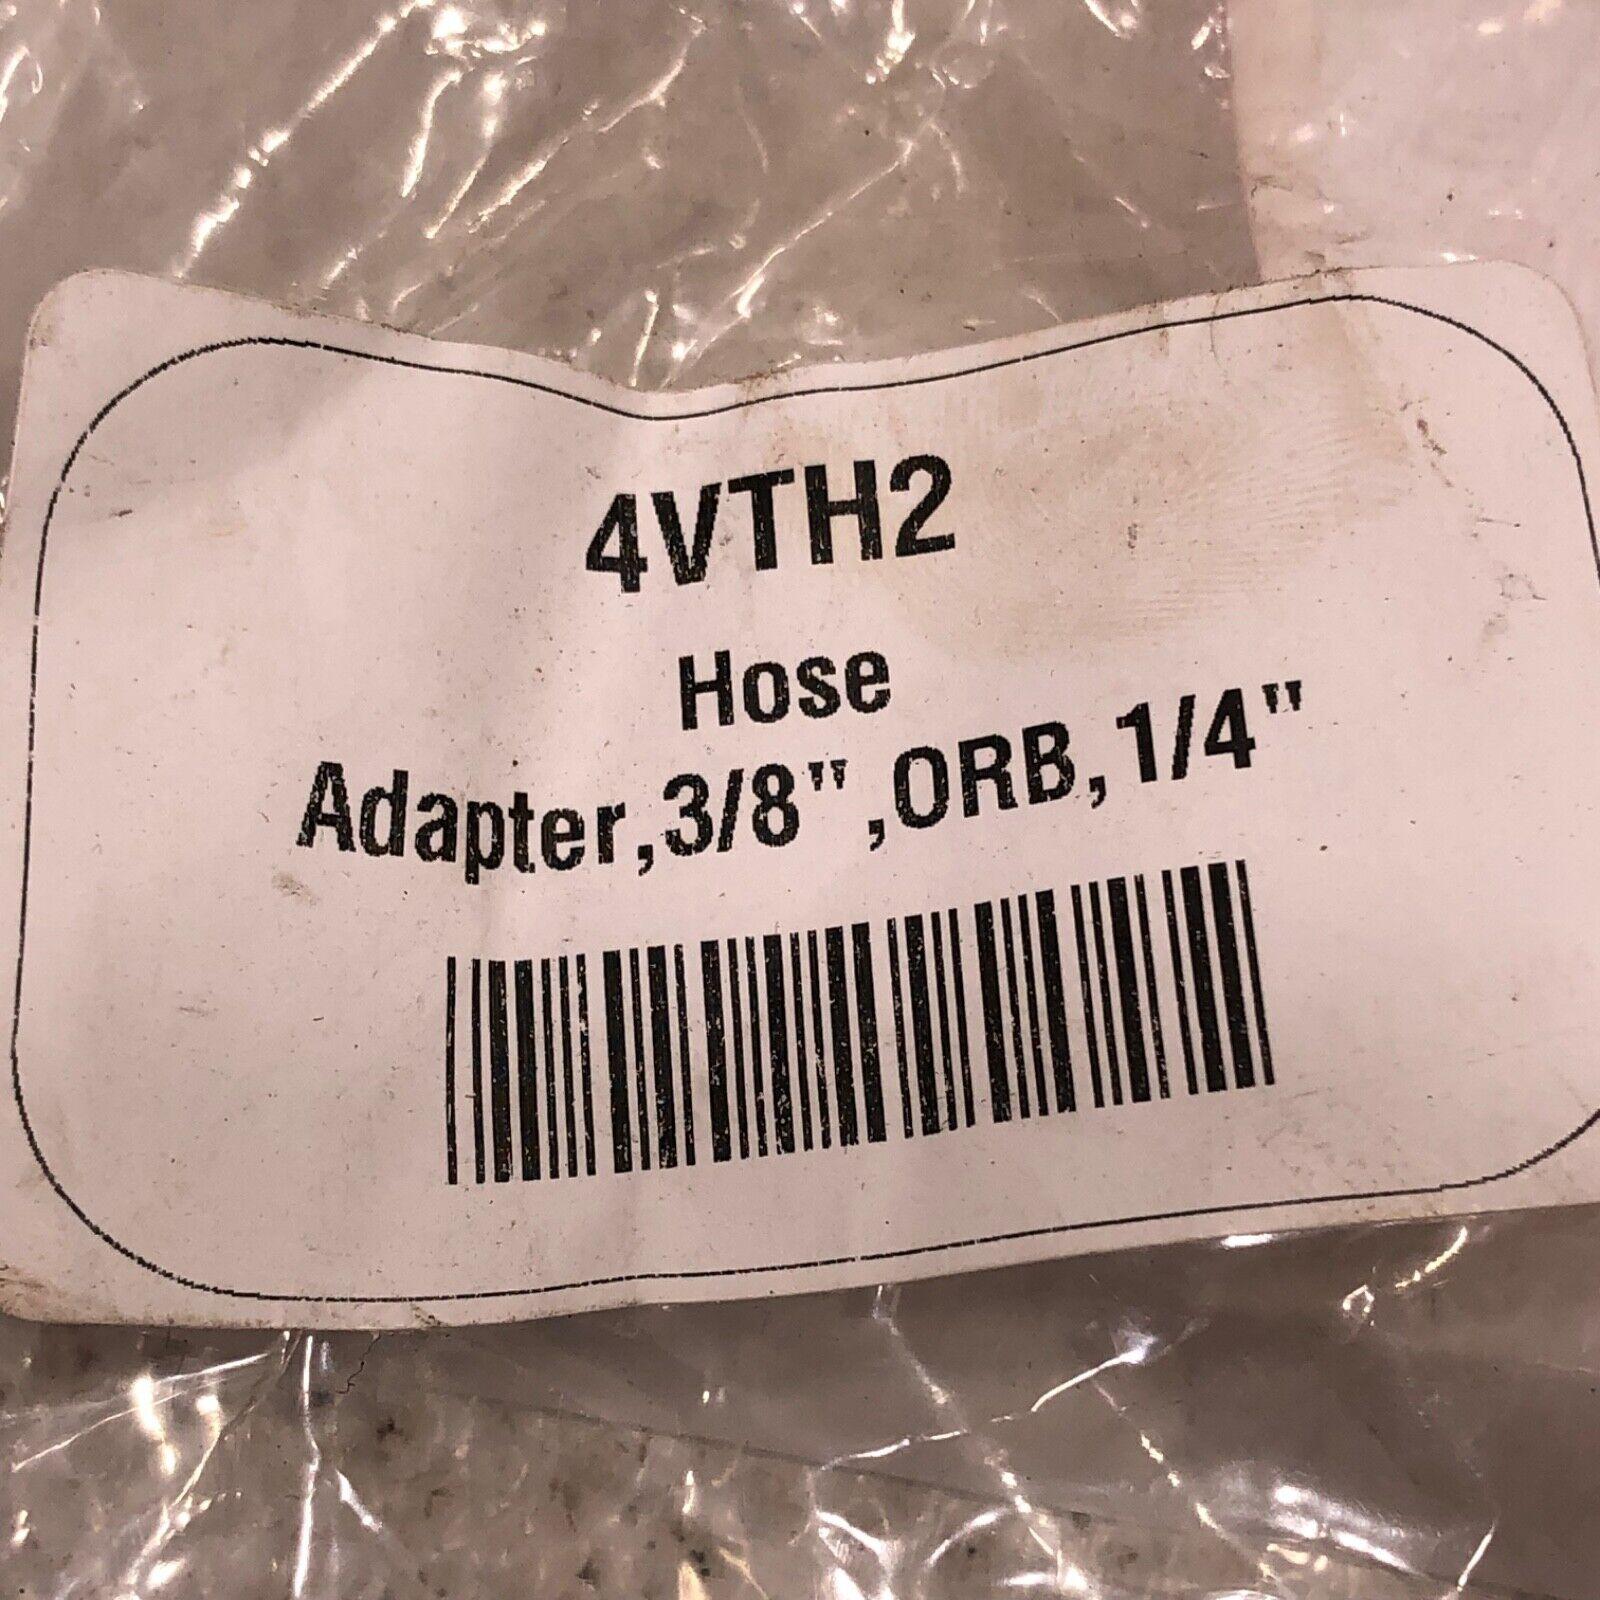 4VTH2
Hose
Adapter,3/8",ORB,1/4"